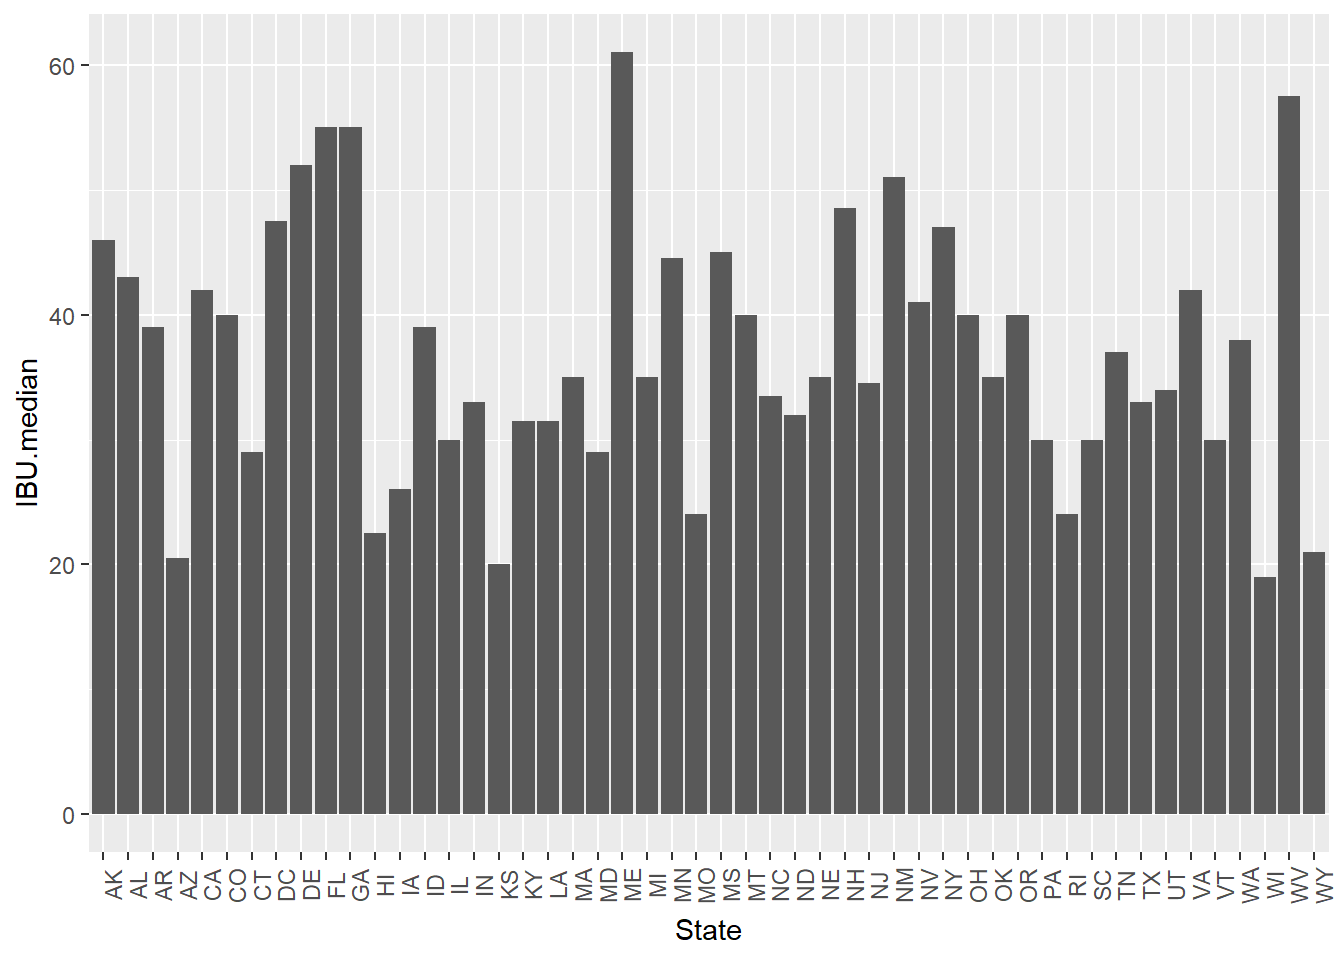 60
40
20
0
IBU.median
AK AL AR AZ CA CO CT DC DE FL GA HI IA ID IL IN KS KY LA MA MD ME MI MN MO MS MT NC ND NE NH NJ NM NV NY OH OK OR PA RI SC TN TX UT VA VT WA WI WV WY
State